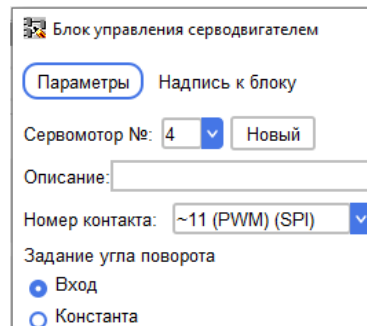 Блок управления серводвигателем
Параметры Надпись к блоку
Сервомотор №: 4 Новый
Описание:
Номер контакта: ~11 (PWM) (SPI)
Задание угла поворота
Вход
Константа